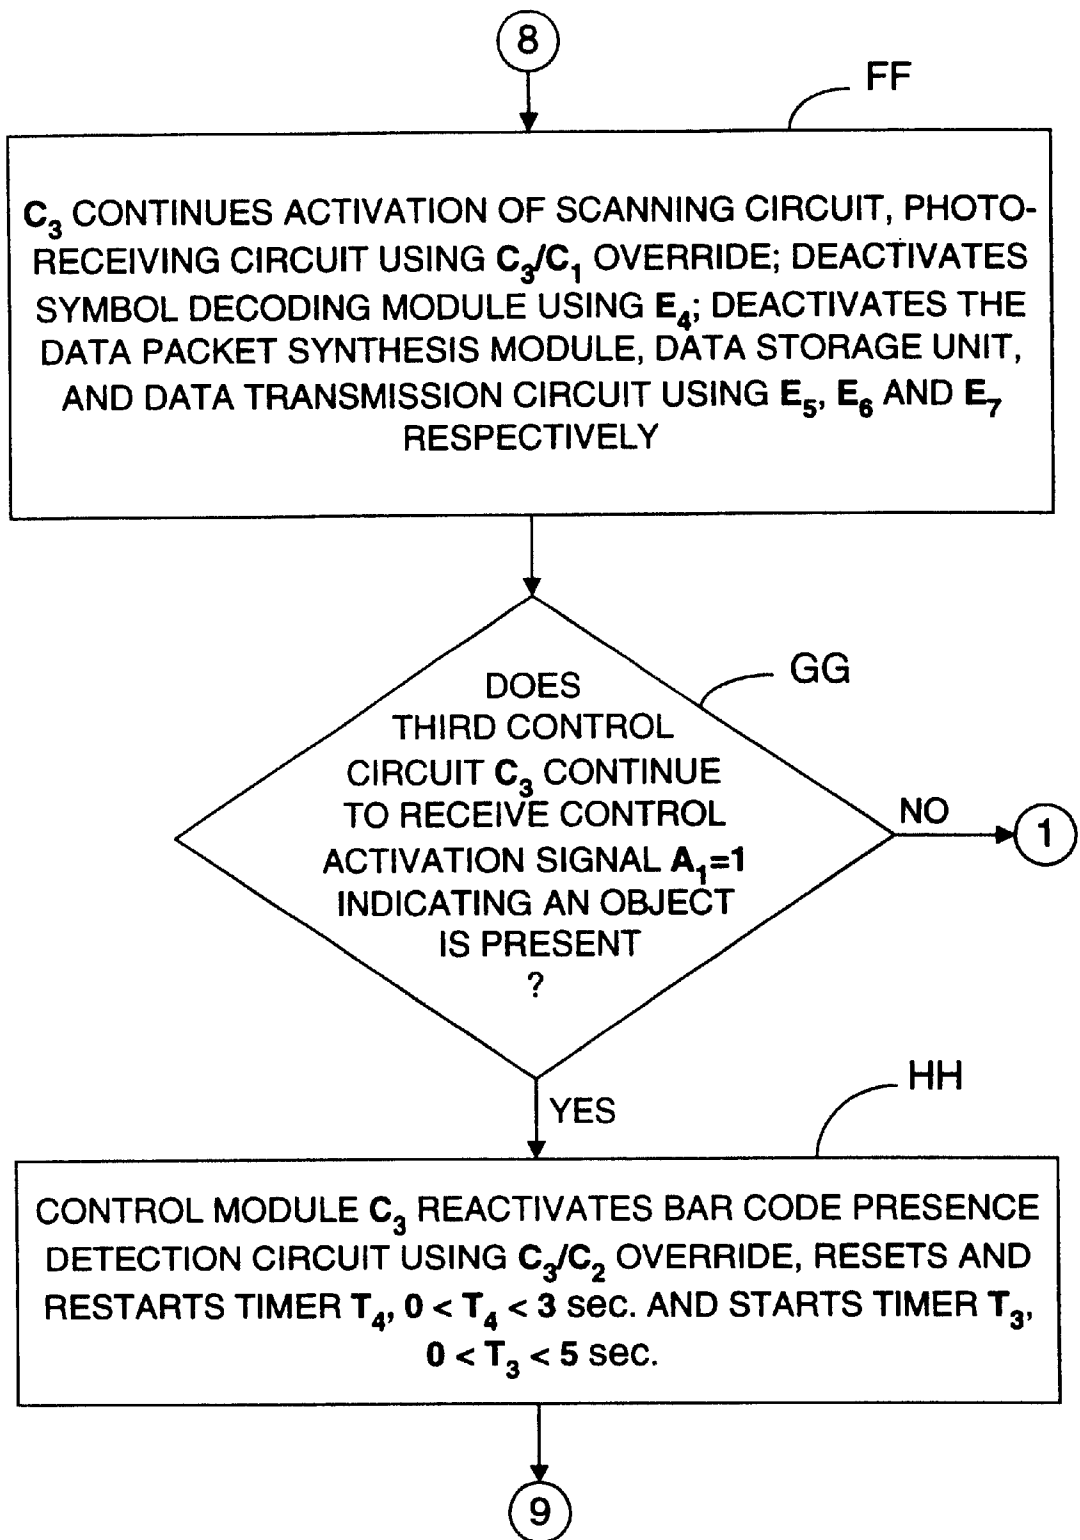 8
FF
C₃ CONTINUES ACTIVATION OF SCANNING CIRCUIT, PHOTO-
RECEIVING CIRCUIT USING C₃/C₁ OVERRIDE; DEACTIVATES
SYMBOL DECODING MODULE USING E₄; DEACTIVATES THE
DATA PACKET SYNTHESIS MODULE, DATA STORAGE UNIT,
AND DATA TRANSMISSION CIRCUIT USING E₅, E₆ AND E₇
RESPECTIVELY
GG
DOES
THIRD CONTROL
CIRCUIT C₃ CONTINUE
TO RECEIVE CONTROL
ACTIVATION SIGNAL A₁=1
INDICATING AN OBJECT
IS PRESENT
?
NO
1
YES
HH
CONTROL MODULE C₃ REACTIVATES BAR CODE PRESENCE
DETECTION CIRCUIT USING C₃/C₂ OVERRIDE, RESETS AND
RESTARTS TIMER T₄, 0 < T₄ < 3 sec. AND STARTS TIMER T₃,
0 < T₃ < 5 sec.
9